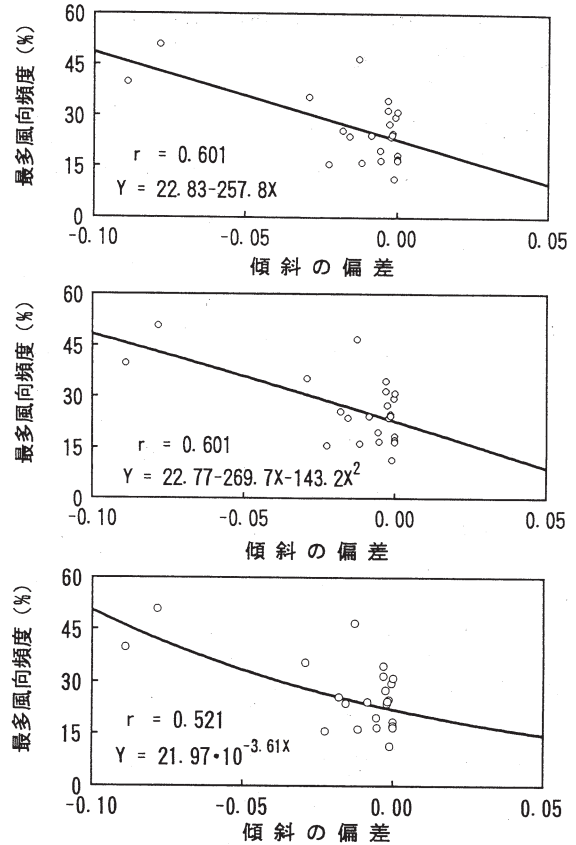 最多風向頻度 (%)
60
45
30
15
0
r = 0.601
Y = 22.83-257.8X
-0.10
-0.05
0.00
0.05
傾斜の偏差
最多風向頻度 (%)
60
45
30
15
0
r = 0.601
Y = 22.77-269.7X-143.2X²
-0.10
-0.05
0.00
0.05
傾斜の偏差
最多風向頻度 (%)
60
45
30
15
0
r = 0.521
Y = 21.97•10^-3.61X
-0.10
-0.05
0.00
0.05
傾斜の偏差